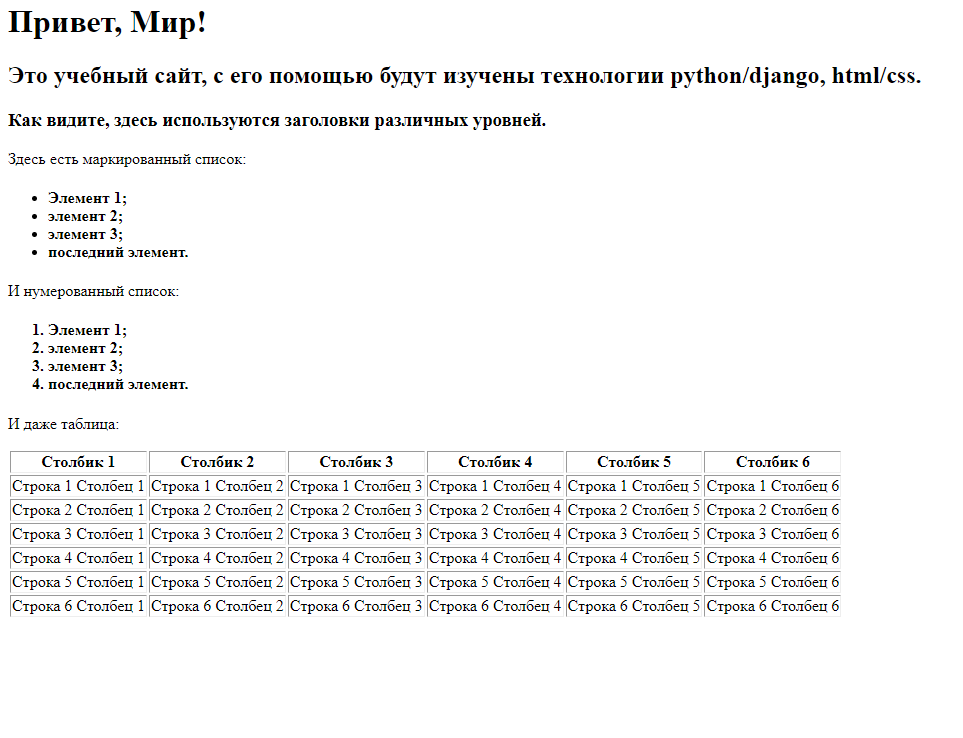 Привет, Мир!
Это учебный сайт, с его помощью будут изучены технологии python/django, html/css.
Как видите, здесь используются заголовки различных уровней.
Здесь есть маркированный список:
• Элемент 1;
• элемент 2;
• элемент 3;
• последний элемент.
И нумерованный список:
1. Элемент 1;
2. элемент 2;
3. элемент 3;
4. последний элемент.
И даже таблица:
Столбик 1 Столбик 2 Столбик 3 Столбик 4 Столбик 5 Столбик 6
Строка 1 Столбец 1 Строка 1 Столбец 2 Строка 1 Столбец 3 Строка 1 Столбец 4 Строка 1 Столбец 5 Строка 1 Столбец 6
Строка 2 Столбец 1 Строка 2 Столбец 2 Строка 2 Столбец 3 Строка 2 Столбец 4 Строка 2 Столбец 5 Строка 2 Столбец 6
Строка 3 Столбец 1 Строка 3 Столбец 2 Строка 3 Столбец 3 Строка 3 Столбец 4 Строка 3 Столбец 5 Строка 3 Столбец 6
Строка 4 Столбец 1 Строка 4 Столбец 2 Строка 4 Столбец 3 Строка 4 Столбец 4 Строка 4 Столбец 5 Строка 4 Столбец 6
Строка 5 Столбец 1 Строка 5 Столбец 2 Строка 5 Столбец 3 Строка 5 Столбец 4 Строка 5 Столбец 5 Строка 5 Столбец 6
Строка 6 Столбец 1 Строка 6 Столбец 2 Строка 6 Столбец 3 Строка 6 Столбец 4 Строка 6 Столбец 5 Строка 6 Столбец 6